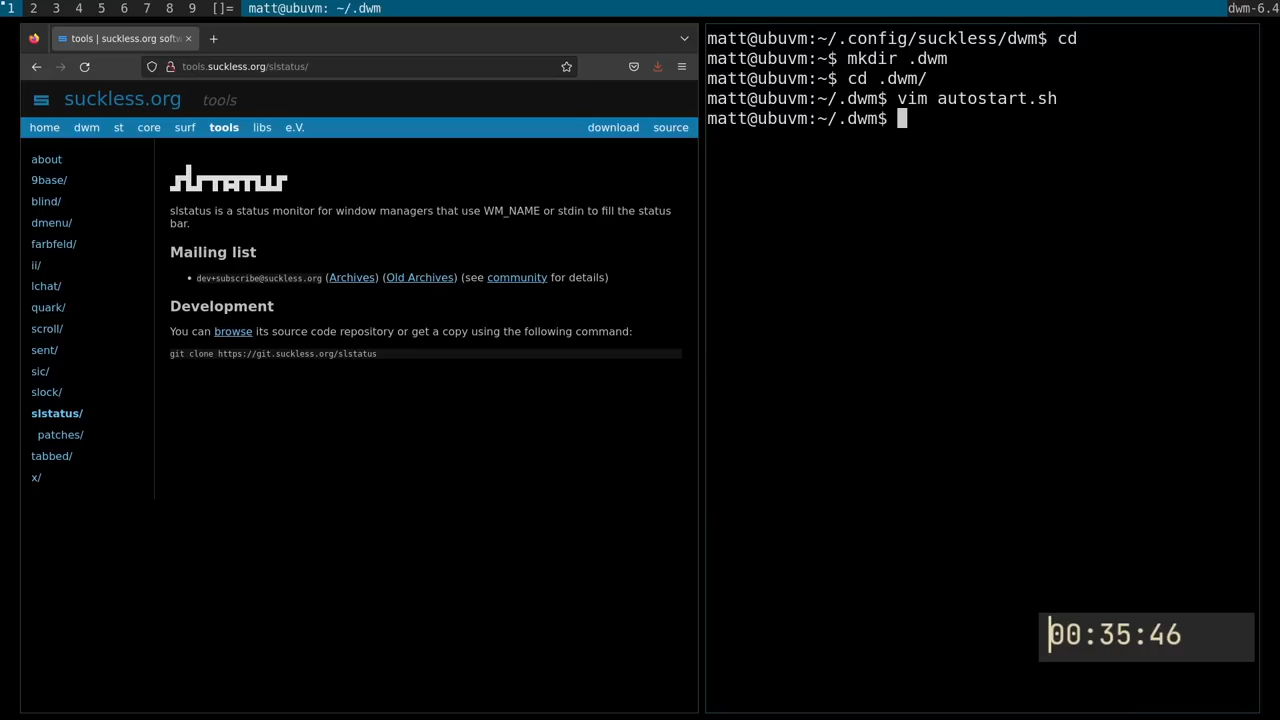 1 2 3 4 5 6 7 8 9 []= matt@ubuvm: ~/.dwm dwm-6.4
tools | suckless.org softw
tools.suckless.org/slstatus/
suckless.org tools
home dwm st core surf tools libs e.V. download source
about
9base/
blind/
dmenu/
farbfeld/
ii/
lchat/
quark/
scroll/
sent/
sic/
slock/
slstatus/
patches/
tabbed/
x/
slstatus
slstatus is a status monitor for window managers that use WM_NAME or stdin to fill the status
bar.
Mailing list
• dev+subscribe@suckless.org (Archives) (Old Archives) (see community for details)
Development
You can browse its source code repository or get a copy using the following command:
git clone https://git.suckless.org/slstatus
matt@ubuvm:~/.config/suckless/dwm$ cd
matt@ubuvm:~$ mkdir .dwm
matt@ubuvm:~$ cd .dwm/
matt@ubuvm:~/.dwm$ vim autostart.sh
matt@ubuvm:~/.dwm$
00:35:46